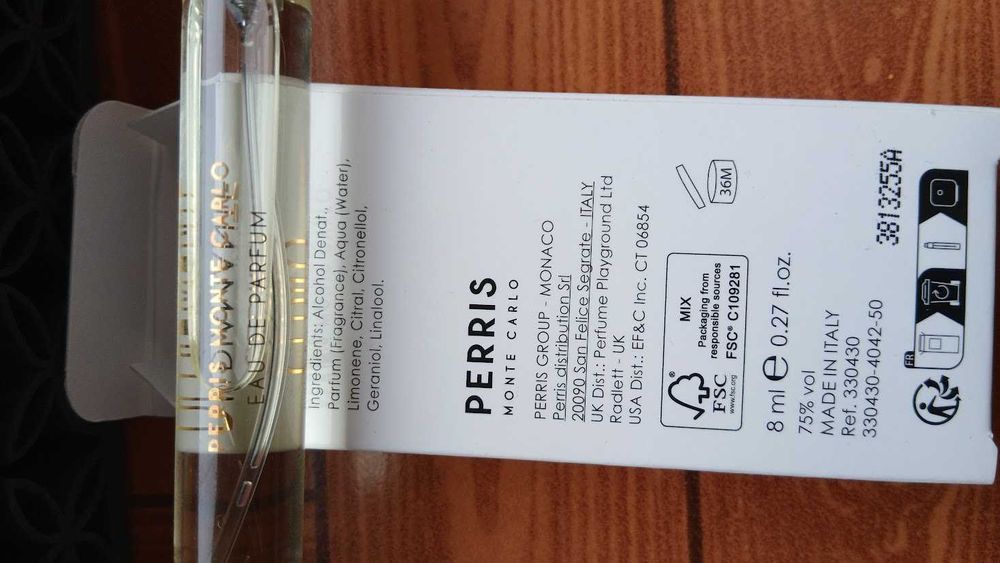 PERRIS MONTE CARLO
EAU DE PARFUM
Ingredients: Alcohol Denat.,
Parfum (Fragrance), Aqua (Water),
Limonene, Citral, Citronellol,
Geraniol, Linalool.
PERRIS
MONTE CARLO
PERRIS GROUP - MONACO
Perris distribution Srl
20090 San Felice Segrate - ITALY
UK Dist.: Perfume Playground Ltd
Radlett - UK
USA Dist.: EF&C Inc. CT 06854
36M
FSC
www.fsc.org
MIX
Packaging from
responsible sources
FSC® C109281
8 ml e 0.27 fl.oz.
75% vol
MADE IN ITALY
Ref. 330430
330430-4042-50
3813255A
FR